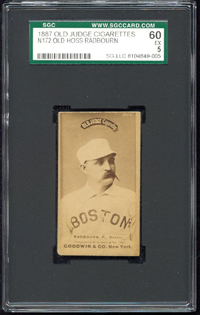 SGC
WWW.SGCCARD.COM
1887 OLD JUDGE CIGARETTES
N172 OLD HOSS RADBOURN
60
EX
5
BOSTON
RADBOURN, P.,
GOODWIN & CO. New York.